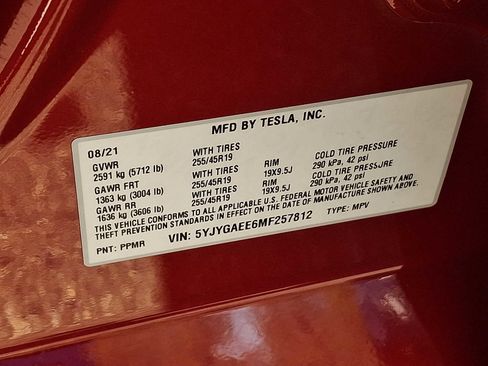 MFD BY TESLA, INC.
08/21
GVWR WITH TIRES RIM COLD TIRE PRESSURE
2591 kg (5712 lb) 255/45R19 19X9.5J 290 kPa, 42 psi
GAWR FRT WITH TIRES RIM COLD TIRE PRESSURE
1363 kg (3004 lb) 255/45R19 19X9.5J 290 kPa, 42 psi
GAWR RR WITH TIRES
1636 kg (3606 lb) 255/45R19
THIS VEHICLE CONFORMS TO ALL APPLICABLE U.S. FEDERAL MOTOR VEHICLE SAFETY AND
THEFT PREVENTION STANDARDS IN EFFECT ON THE DATE OF MANUFACTURE SHOWN ABOVE.
PNT: PPMR VIN: 5YJYGAEE6MF257812 TYPE: MPV